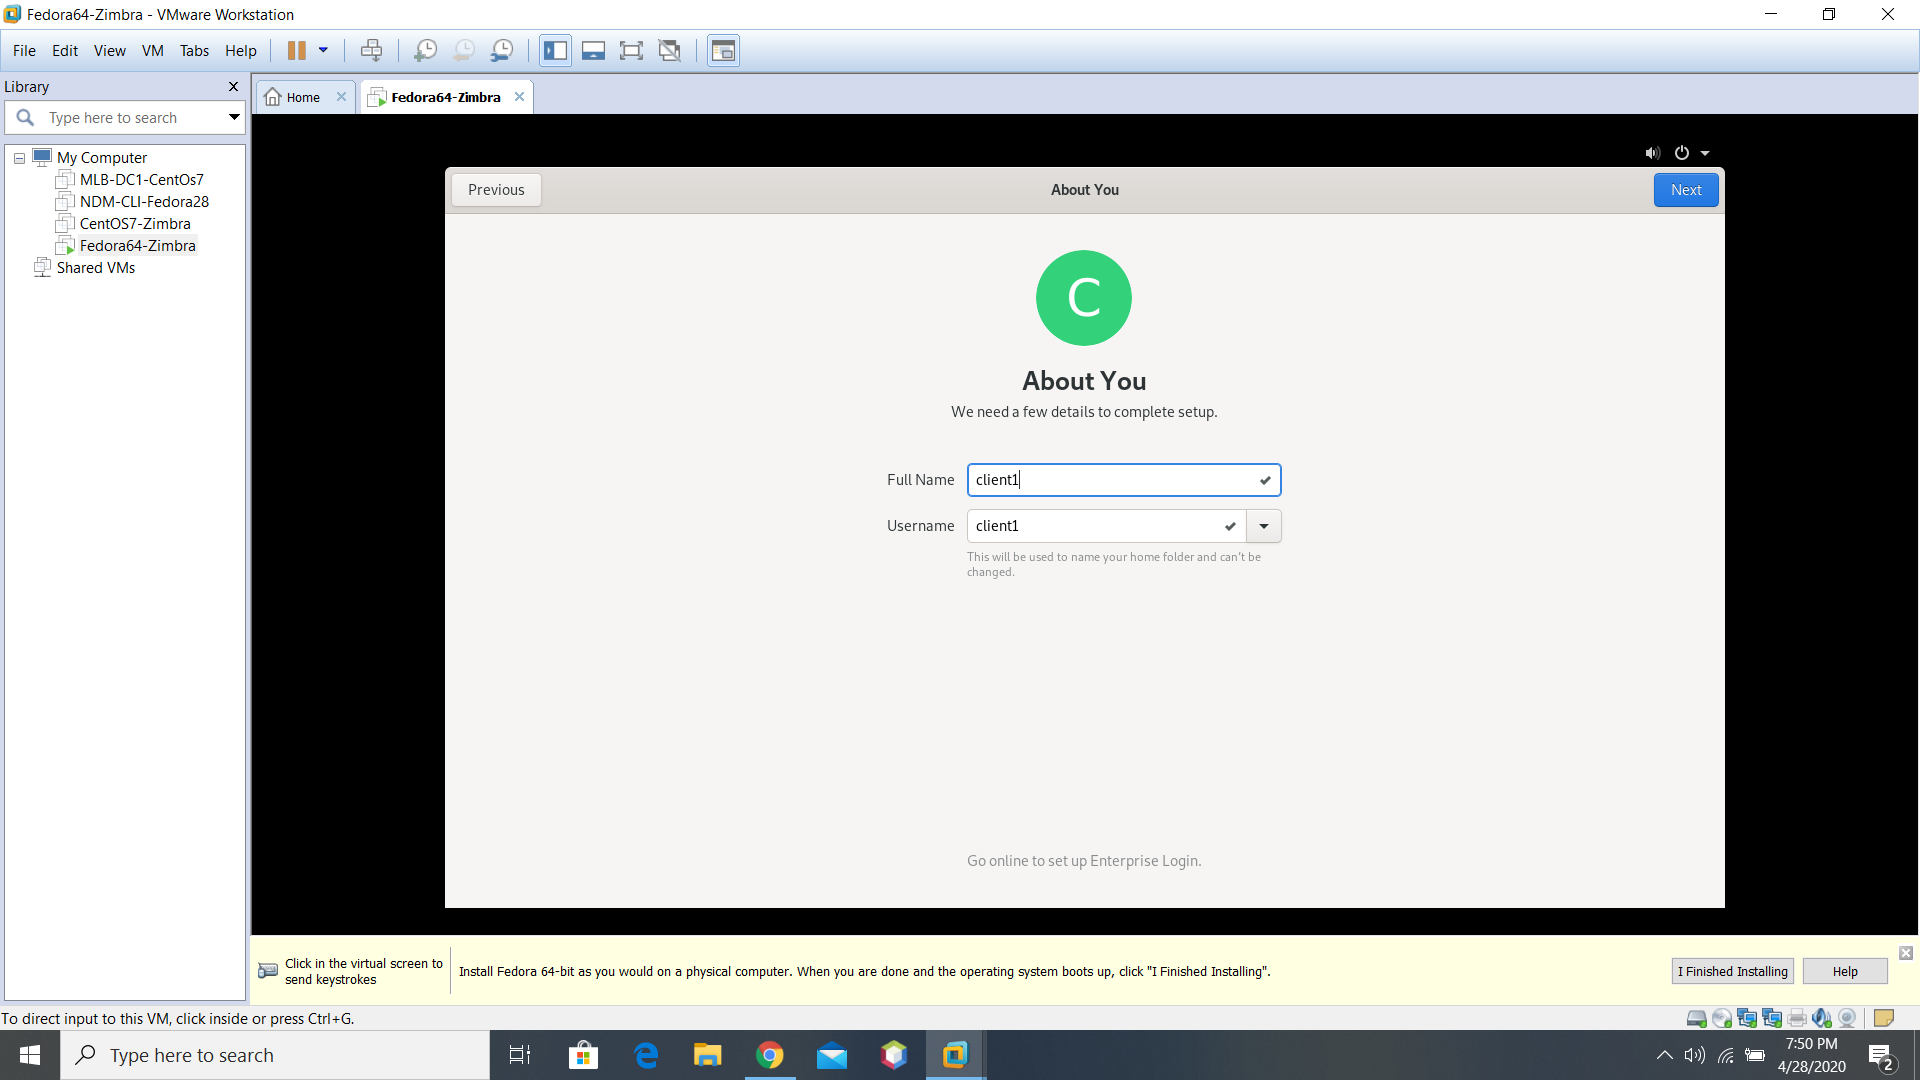 Fedora64-Zimbra - VMware Workstation
File Edit View VM Tabs Help
Library
Home
Fedora64-Zimbra
Type here to search
My Computer
MLB-DC1-CentOs7
NDM-CLI-Fedora28
CentOS7-Zimbra
Fedora64-Zimbra
Shared VMs
Previous
About You
Next
C
About You
We need a few details to complete setup.
Full Name client1
Username client1
This will be used to name your home folder and can't be
changed.
Go online to set up Enterprise Login.
Click in the virtual screen to
send keystrokes
Install Fedora 64-bit as you would on a physical computer. When you are done and the operating system boots up, click "I Finished Installing".
I Finished Installing
Help
To direct input to this VM, click inside or press Ctrl+G.
Type here to search
7:50 PM
4/28/2020
2